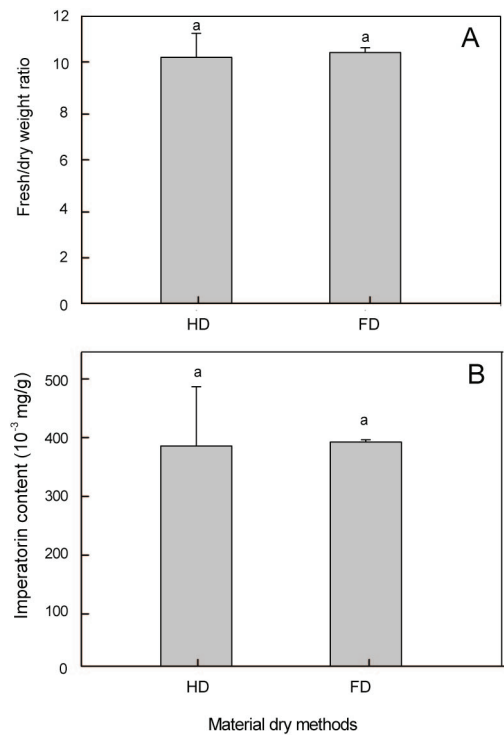 A
a
a
12
10
8
6
4
2
0
Fresh/dry weight ratio
HD
FD
B
a
a
500
400
300
200
100
0
Imperatorin content (10⁻³ mg/g)
HD
FD
Material dry methods